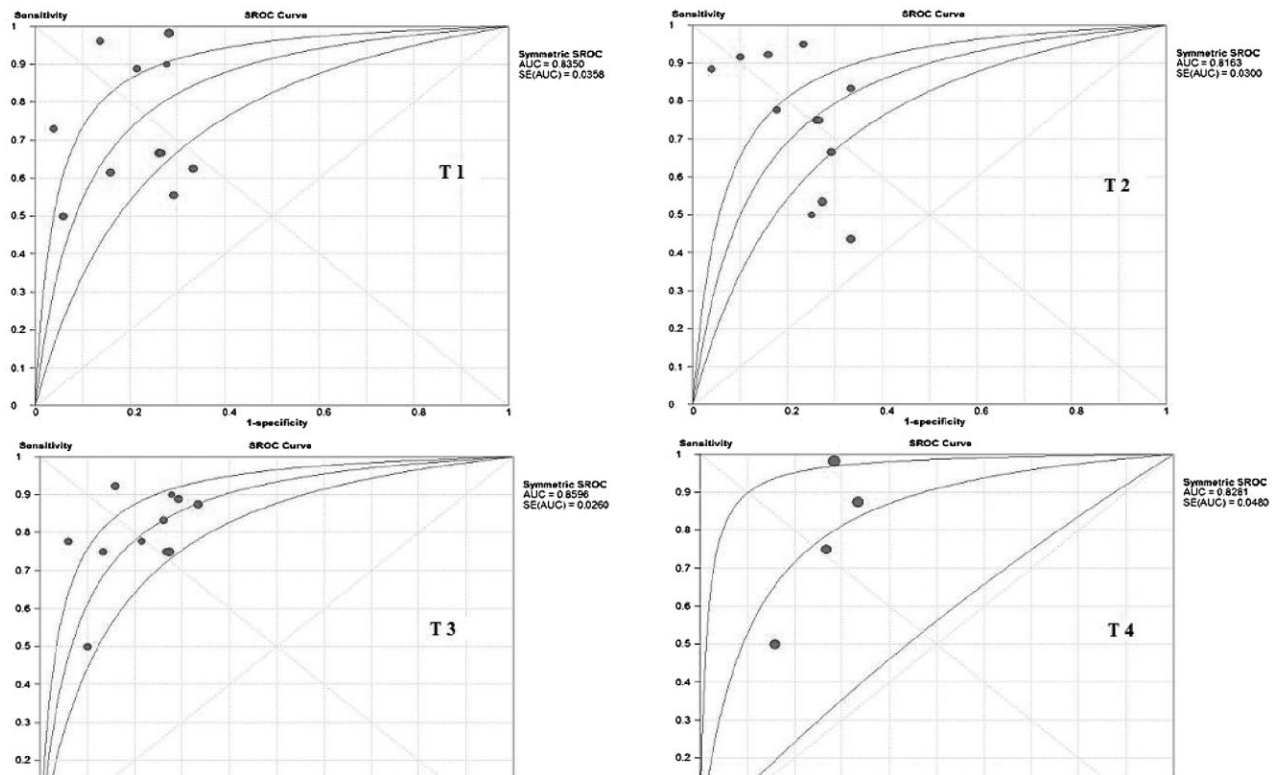 Sensitivity
SROC Curve
1
0.9
0.8
0.7
0.6
0.5
0.4
0.3
0.2
0.1
0
0
0.2
0.4
0.6
0.8
1
1-specificity
Symmetric SROC
AUC = 0.8350
SE(AUC) = 0.0358
T 1
Sensitivity
SROC Curve
1
0.9
0.8
0.7
0.6
0.5
0.4
0.3
0.2
0.1
0
0
0.2
0.4
0.6
0.8
1
1-specificity
Symmetric SROC
AUC = 0.8163
SE(AUC) = 0.0300
T 2
Sensitivity
SROC Curve
1
0.9
0.8
0.7
0.6
0.5
0.4
0.3
0.2
Symmetric SROC
AUC = 0.8596
SE(AUC) = 0.0260
T 3
Sensitivity
SROC Curve
1
0.9
0.8
0.7
0.6
0.5
0.4
0.3
0.2
Symmetric SROC
AUC = 0.8281
SE(AUC) = 0.0480
T 4